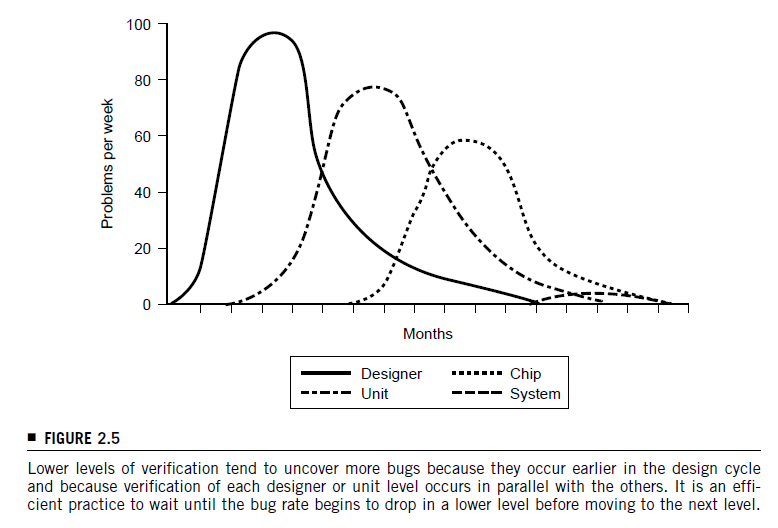 100
80
60
40
20
0
Problems per week
Months
Designer
Chip
Unit
System
■ FIGURE 2.5
Lower levels of verification tend to uncover more bugs because they occur earlier in the design cycle
and because verification of each designer or unit level occurs in parallel with the others. It is an effi-
cient practice to wait until the bug rate begins to drop in a lower level before moving to the next level.